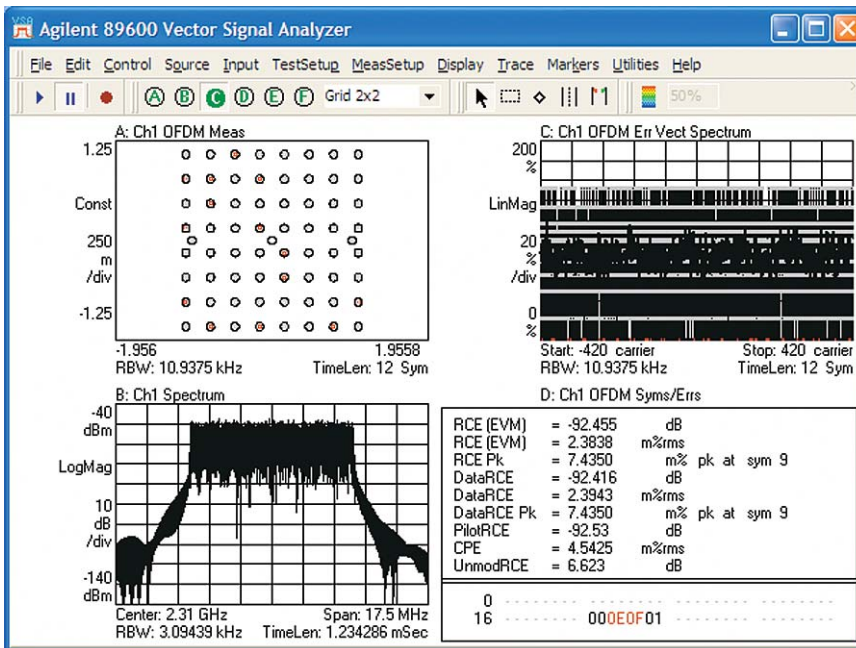 VSA
Agilent 89600 Vector Signal Analyzer
File Edit Control Source Input TestSetup MeasSetup Display Trace Markers Utilities Help
A B C D E F Grid 2x2 50%
A: Ch1 OFDM Meas
1.25
Const
250
m
/div
-1.25
-1.956 1.9558
RBW: 10.9375 kHz TimeLen: 12 Sym
C: Ch1 OFDM Err Vect Spectrum
200
%
LinMag
20
%
/div
0
%
Start: -420 carrier Stop: 420 carrier
RBW: 10.9375 kHz TimeLen: 12 Sym
B: Ch1 Spectrum
-40
dBm
LogMag
10
dB
/div
-140
dBm
Center: 2.31 GHz Span: 17.5 MHz
RBW: 3.09439 kHz TimeLen: 1.234286 mSec
D: Ch1 OFDM Syms/Errs
RCE (EVM) = -92.455 dB
RCE (EVM) = 2.3838 m%rms
RCE Pk = 7.4350 m% pk at sym 9
DataRCE = -92.416 dB
DataRCE = 2.3943 m%rms
DataRCE Pk = 7.4350 m% pk at sym 9
PilotRCE = -92.53 dB
CPE = 4.5425 m%rms
UnmodRCE = 6.623 dB
0 -------- -------- -------- --------
16 -------- 000E0F01 -------- --------